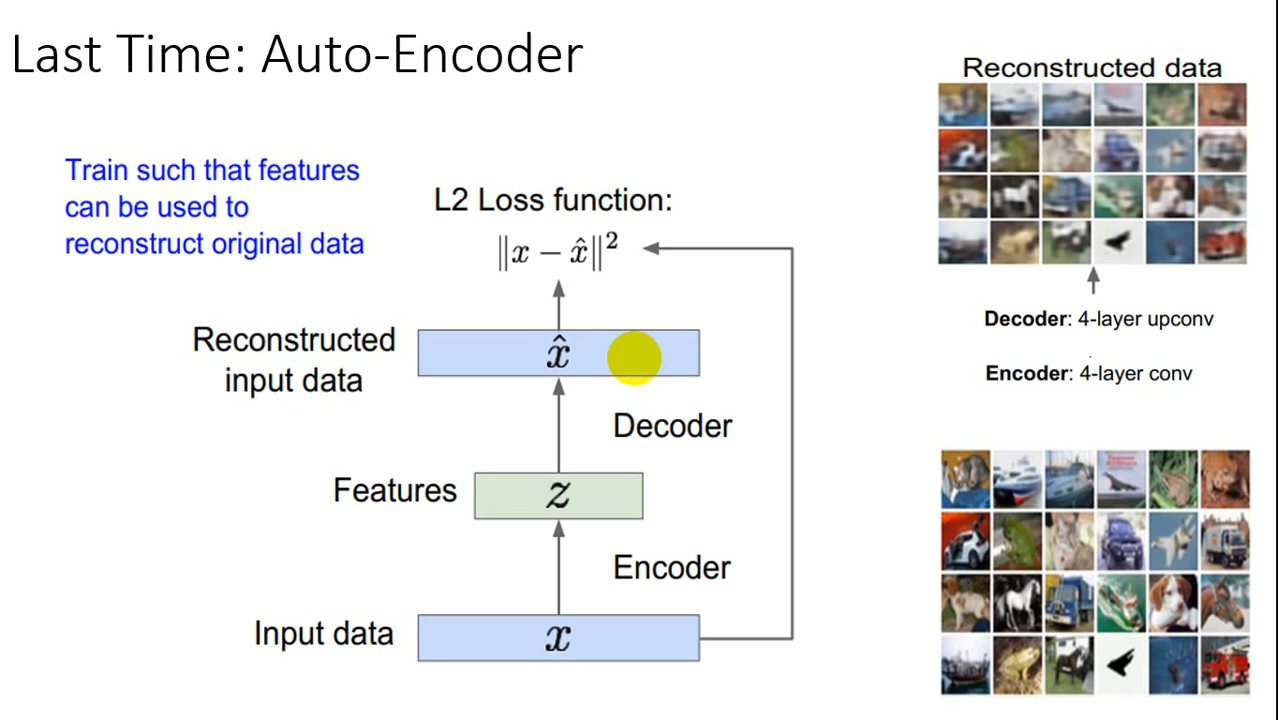 Last Time: Auto-Encoder
Train such that features
can be used to
reconstruct original data
L2 Loss function:
‖x − x̂‖²
Reconstructed
input data
x̂
Decoder
Features
z
Encoder
Input data
x
Reconstructed data
Decoder: 4-layer upconv
Encoder: 4-layer conv